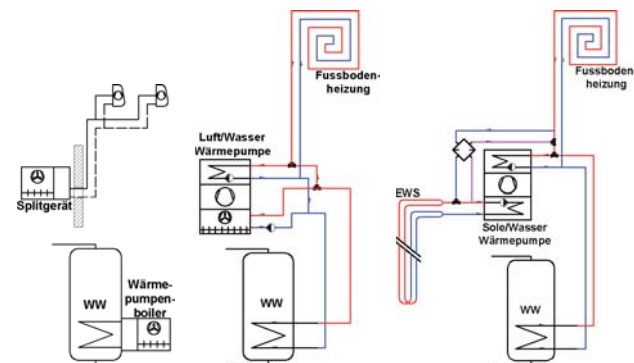 Splitgerät
WW
Wärme-
pumpen-
boiler
Fussboden-
heizung
Luft/Wasser
Wärmepumpe
WW
Fussboden-
heizung
EWS
Sole/Wasser
Wärmepumpe
WW